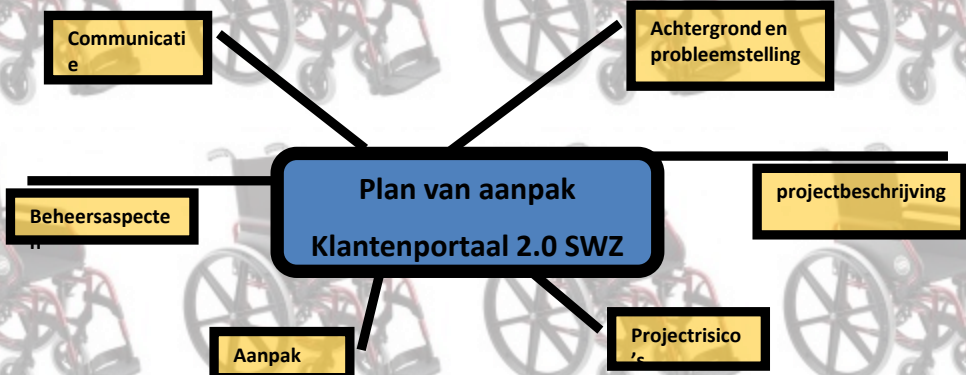 Communicati
e
Achtergrond en
probleemstelling
Plan van aanpak
Klantenportaal 2.0 SWZ
projectbeschrijving
Beheersaspecte
n
Aanpak
Projectrisico
's